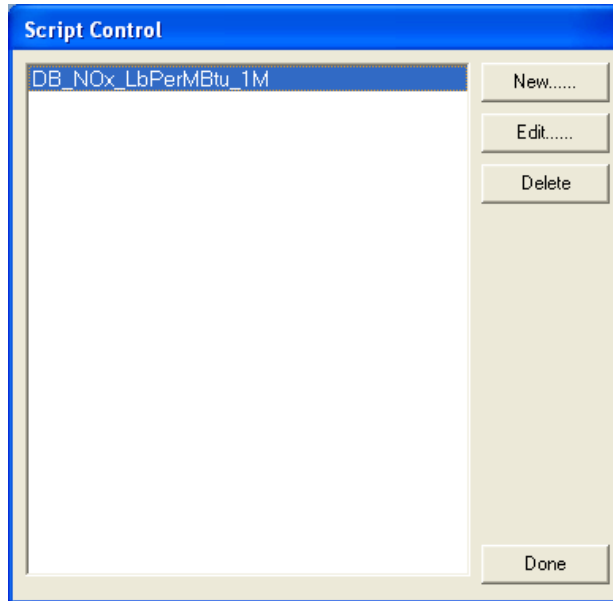 Script Control
DB_NOx_LbPerMBtu_1M
New......
Edit......
Delete
Done